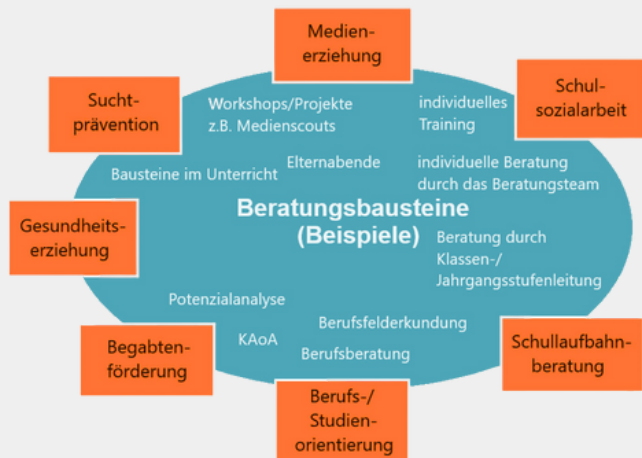 Medien-
erziehung
Sucht-
prävention
Schul-
sozialarbeit
Workshops/Projekte
z.B. Medienscouts
individuelles
Training
Elternabende
Bausteine im Unterricht
individuelle Beratung
durch das Beratungsteam
Gesundheits-
erziehung
Beratungsbausteine
(Beispiele)
Beratung durch
Klassen-/
Jahrgangsstufenleitung
Potenzialanalyse
KAoA
Berufsfelderkundung
Berufsberatung
Begabten-
förderung
Schullaufbahn-
beratung
Berufs-/
Studien-
orientierung